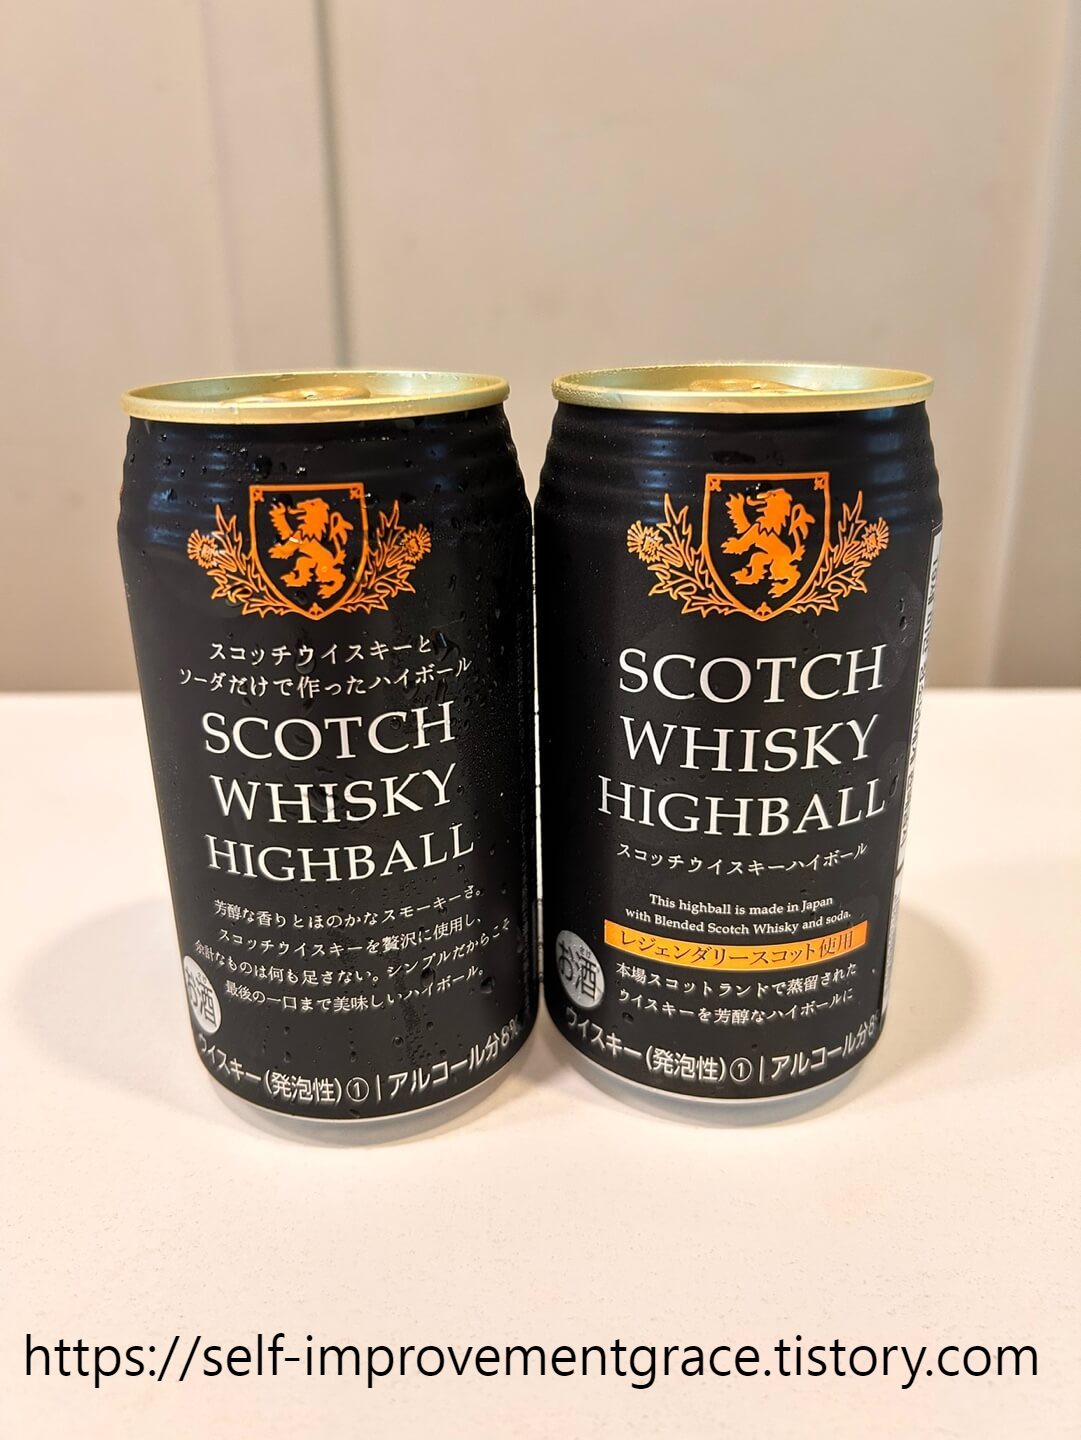 スコッチウイスキーと
ソーダだけで作ったハイボール
SCOTCH
WHISKY
HIGHBALL
芳醇な香りとほのかなスモーキーさ。
スコッチウイスキーを贅沢に使用し、
余計なものは何も足さない。シンプルだからこそ
最後の一口まで美味しいハイボール。
お酒
ウイスキー(発泡性)①|アルコール分8%
SCOTCH
WHISKY
HIGHBALL
スコッチウイスキーハイボール
This highball is made in Japan
with Blended Scotch Whisky and soda.
レジェンダリースコット使用
本場スコットランドで蒸留された
ウイスキーを芳醇なハイボールに
お酒
ウイスキー(発泡性)①|アルコール分8
https://self-improvementgrace.tistory.com